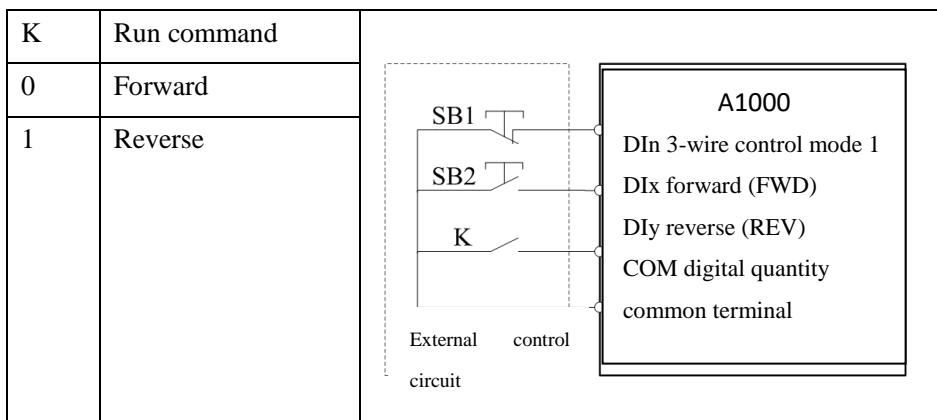 K Run command
0 Forward
1 Reverse
SB1
SB2
K
External control
circuit
A1000
DIn 3-wire control mode 1
DIx forward (FWD)
DIy reverse (REV)
COM digital quantity
common terminal